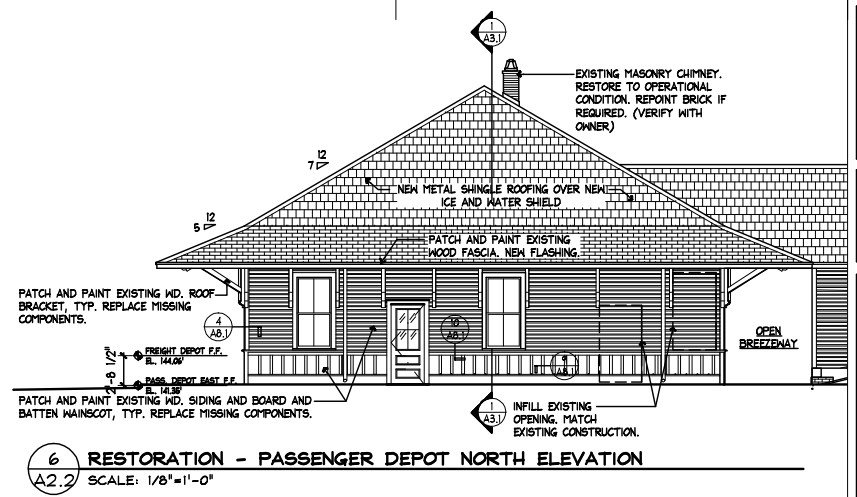 1
A3.1
EXISTING MASONRY CHIMNEY.
RESTORE TO OPERATIONAL
CONDITION. REPOINT BRICK IF
REQUIRED. (VERIFY WITH
OWNER)
12
7
NEW METAL SHINGLE ROOFING OVER NEW
ICE AND WATER SHIELD
12
5
PATCH AND PAINT EXISTING
WOOD FASCIA. NEW FLASHING.
PATCH AND PAINT EXISTING WD. ROOF
BRACKET, TYP. REPLACE MISSING
COMPONENTS.
4
A8.1
10
A8.1
OPEN
BREEZEWAY
2'-8 1/2"
FREIGHT DEPOT F.F.
EL. 144.06'
A8.1
PASS. DEPOT EAST F.F.
EL. 141.35'
PATCH AND PAINT EXISTING WD. SIDING AND BOARD AND
BATTEN WAINSCOT, TYP. REPLACE MISSING COMPONENTS.
1
A3.1
INFILL EXISTING
OPENING. MATCH
EXISTING CONSTRUCTION.
6
A2.2
RESTORATION - PASSENGER DEPOT NORTH ELEVATION
SCALE: 1/8"=1'-0"